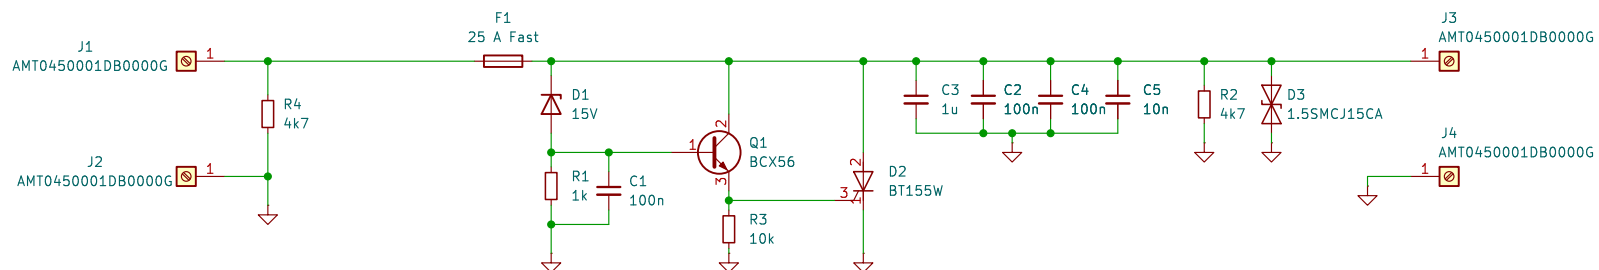 J1
AMT0450001DB0000G
1
J2
AMT0450001DB0000G
1
R4
4k7
F1
25 A Fast
D1
15V
R1
1k
C1
100n
1
2
3
Q1
BCX56
R3
10k
2
3
D2
BT155W
C3
1u
C2
100n
C4
100n
C5
10n
R2
4k7
D3
1.5SMCJ15CA
J3
AMT0450001DB0000G
1
J4
AMT0450001DB0000G
1